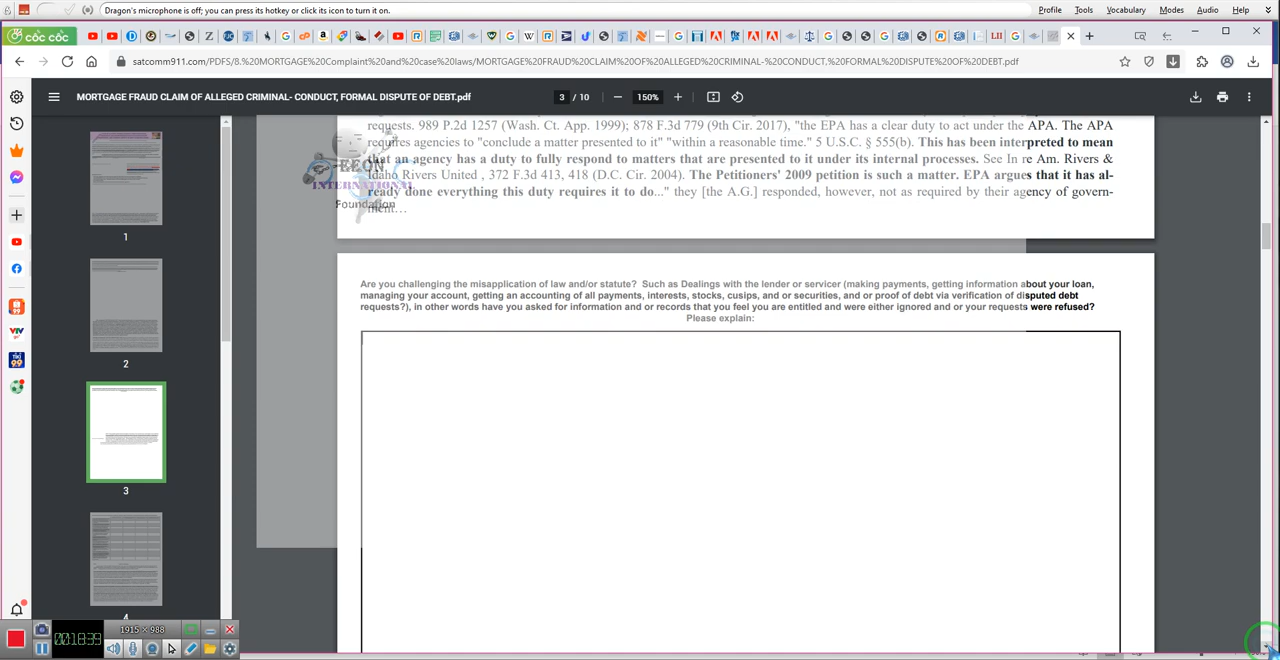 Dragon's microphone is off; you can press its hotkey or click its icon to turn it on.
Profile Tools Vocabulary Modes Audio Help
CỐC CỐC
satcomm911.com/PDFS/8.%20MORTGAGE%20Complaint%20and%20case%20laws/MORTGAGE%20FRAUD%20CLAIM%20OF%20ALLEGED%20CRIMINAL-%20CONDUCT,%20FORMAL%20DISPUTE%20OF%20DEBT.pdf
MORTGAGE FRAUD CLAIM OF ALLEGED CRIMINAL- CONDUCT, FORMAL DISPUTE OF DEBT.pdf
3 / 10
150%
1
2
3
4
requests. 989 P.2d 1257 (Wash. Ct. App. 1999); 878 F.3d 779 (9th Cir. 2017), "the EPA has a clear duty to act under the APA. The APA
requires agencies to "conclude a matter presented to it" "within a reasonable time." 5 U.S.C. § 555(b). This has been interpreted to mean
that an agency has a duty to fully respond to matters that are presented to it under its internal processes. See In re Am. Rivers &
Idaho Rivers United , 372 F.3d 413, 418 (D.C. Cir. 2004). The Petitioners' 2009 petition is such a matter. EPA argues that it has al-
ready done everything this duty requires it to do..." they [the A.G.] responded, however, not as required by their agency of govern-
ment…
INTERNATIONAL
Foundation
Are you challenging the misapplication of law and/or statute? Such as Dealings with the lender or servicer (making payments, getting information about your loan,
managing your account, getting an accounting of all payments, interests, stocks, cusips, and or securities, and/or proof of debt via verification of disputed debt
requests?), in other words have you asked for information and or records that you feel you are entitled and were either ignored and or your requests were refused?
Please explain:
00:18:39
1915 x 988